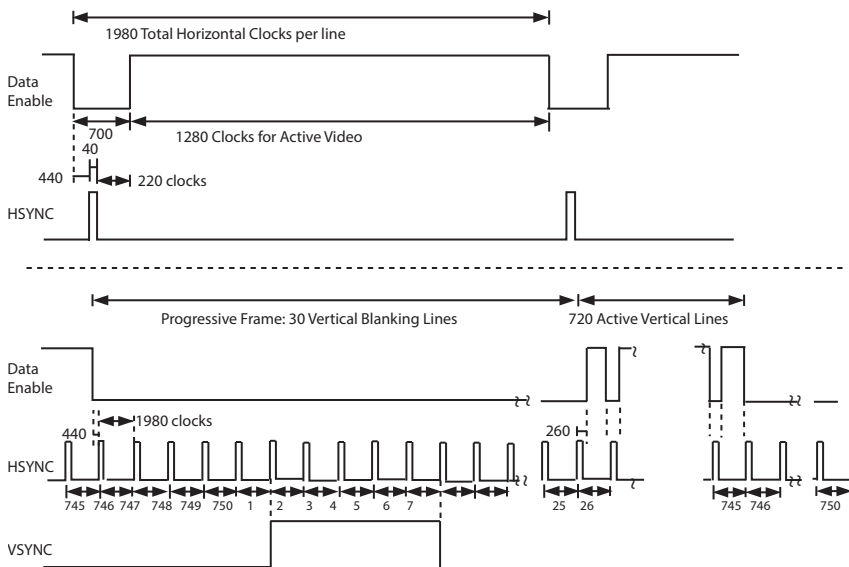 1980 Total Horizontal Clocks per line
Data
Enable
700
1280 Clocks for Active Video
40
440
220 clocks
HSYNC
Progressive Frame: 30 Vertical Blanking Lines
720 Active Vertical Lines
Data
Enable
1980 clocks
440
260
HSYNC
745 746 747 748 749 750 1 2 3 4 5 6 7 25 26 745 746 750
VSYNC